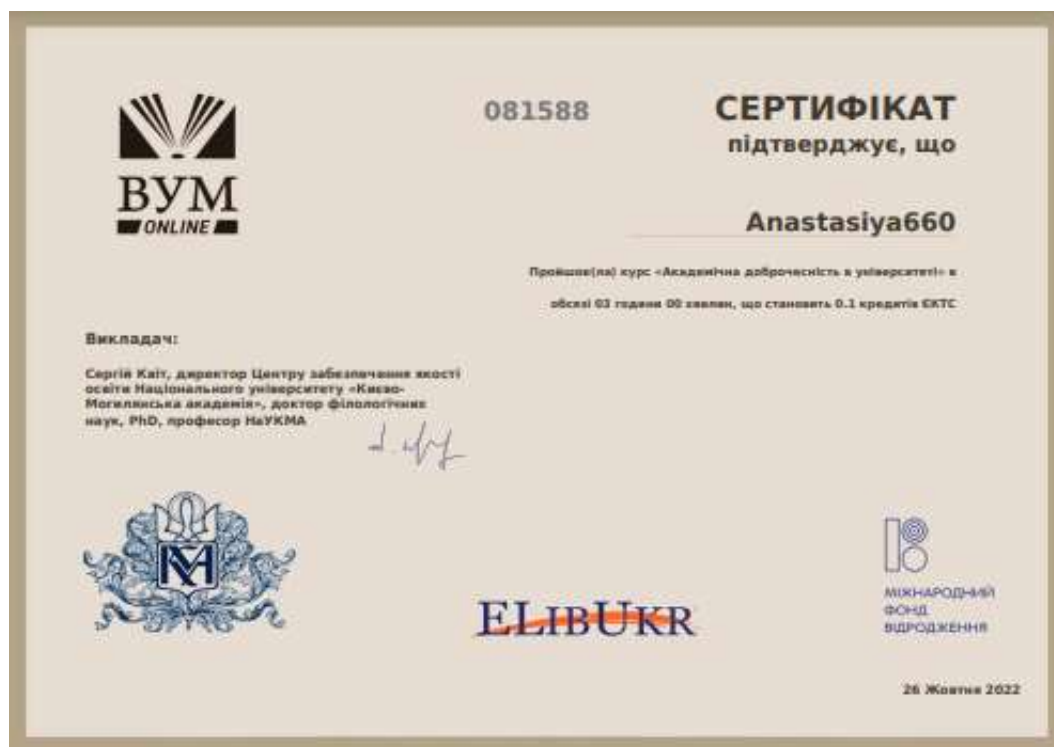 ВУМ
ONLINE
081588
СЕРТИФІКАТ
підтверджує, що
Anastasiya660
Пройшов(ла) курс «Академічна доброчесність в університеті» в
обсязі 03 години 00 хвилин, що становить 0.1 кредитів ЄКТС
Викладач:
Сергій Квіт, директор Центру забезпечення якості
освіти Національного університету «Києво-
Могилянська академія», доктор філологічних
наук, PhD, професор НаУКМА
ELIBUKR
МІЖНАРОДНИЙ
ФОНД
ВІДРОДЖЕННЯ
26 Жовтня 2022